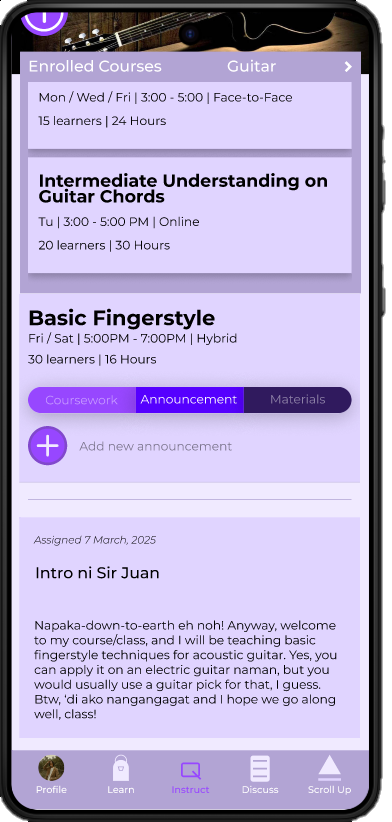 Enrolled Courses Guitar >
Mon / Wed / Fri | 3:00 - 5:00 | Face-to-Face
15 learners | 24 Hours
Intermediate Understanding on
Guitar Chords
Tu | 3:00 - 5:00 PM | Online
20 learners | 30 Hours
Basic Fingerstyle
Fri / Sat | 5:00PM - 7:00PM | Hybrid
30 learners | 16 Hours
Coursework Announcement Materials
Add new announcement
Assigned 7 March, 2025
Intro ni Sir Juan
Napaka-down-to-earth eh noh! Anyway, welcome
to my course/class, and I will be teaching basic
fingerstyle techniques for acoustic guitar. Yes, you
can apply it on an electric guitar naman, but you
would usually use a guitar pick for that, I guess.
Btw, 'di ako nangangagat and I hope we go along
well, class!
Profile Learn Instruct Discuss Scroll Up